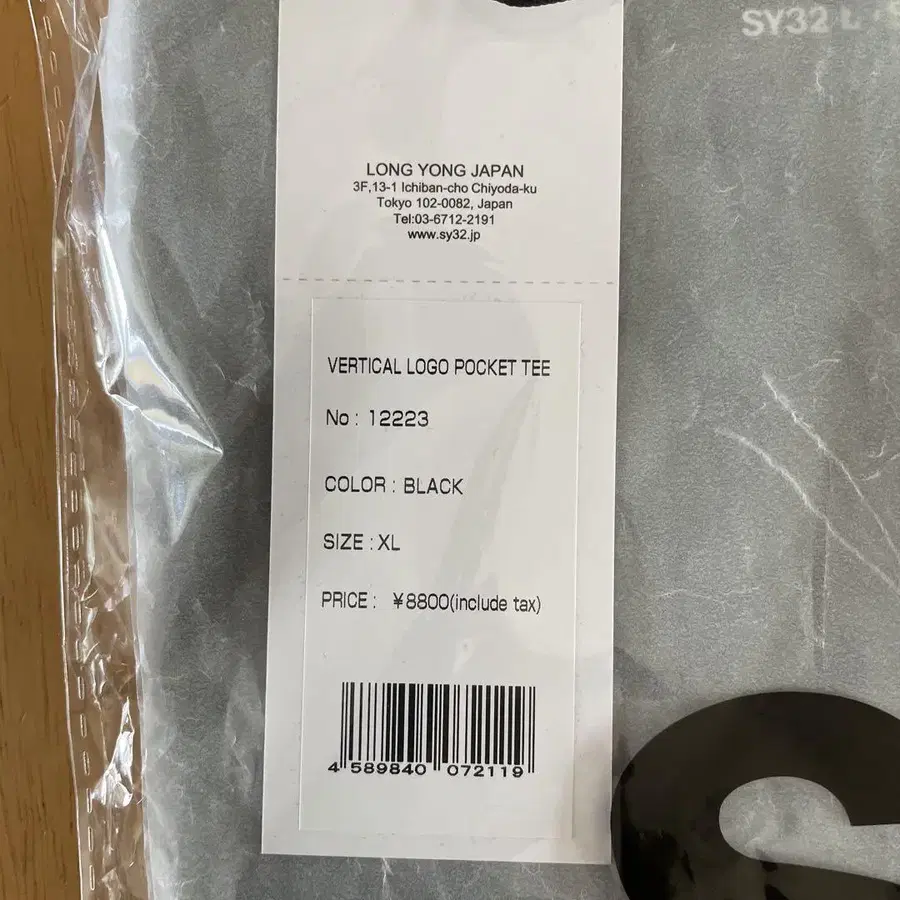 SY32
LONG YONG JAPAN
3F,13-1 Ichiban-cho Chiyoda-ku
Tokyo 102-0082, Japan
Tel:03-6712-2191
www.sy32.jp
VERTICAL LOGO POCKET TEE
No : 12223
COLOR : BLACK
SIZE : XL
PRICE : ¥8800(include tax)
4 589840 072119